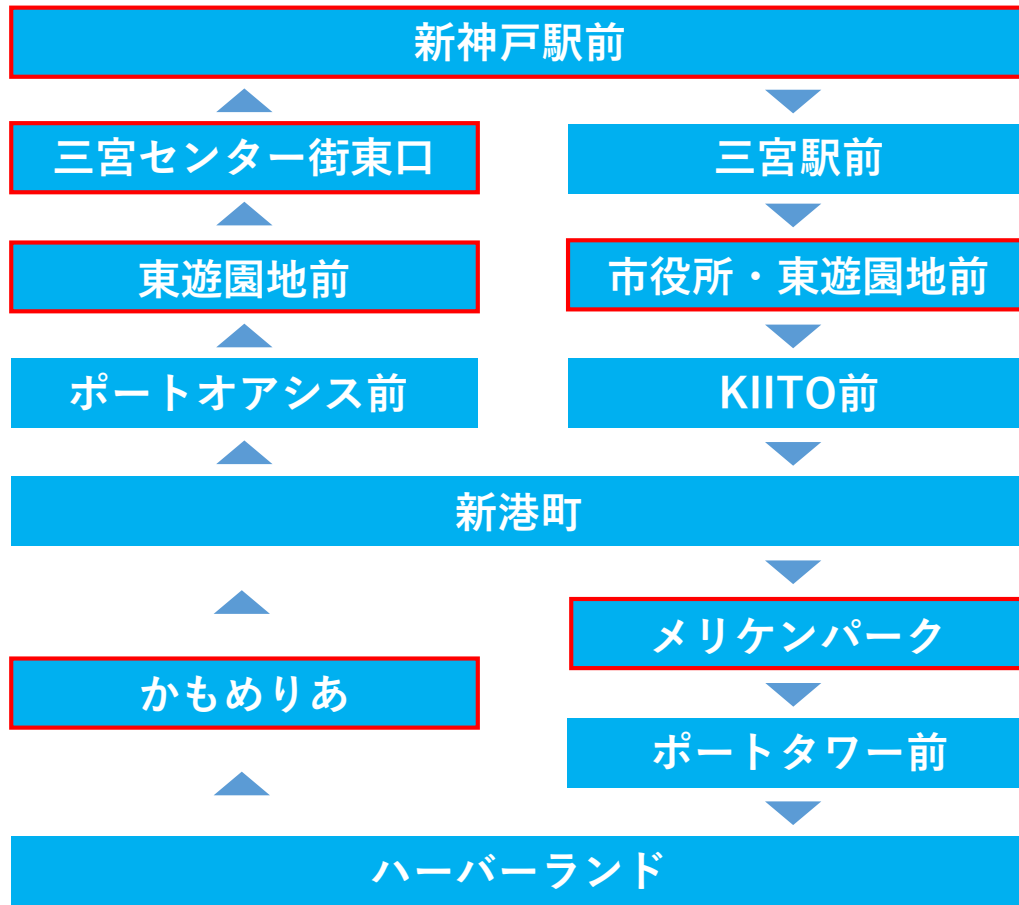 新神戸駅前
三宮センター街東口
三宮駅前
東遊園地前
市役所・東遊園地前
ポートオアシス前
KIITO前
新港町
メリケンパーク
かもめりあ
ポートタワー前
ハーバーランド